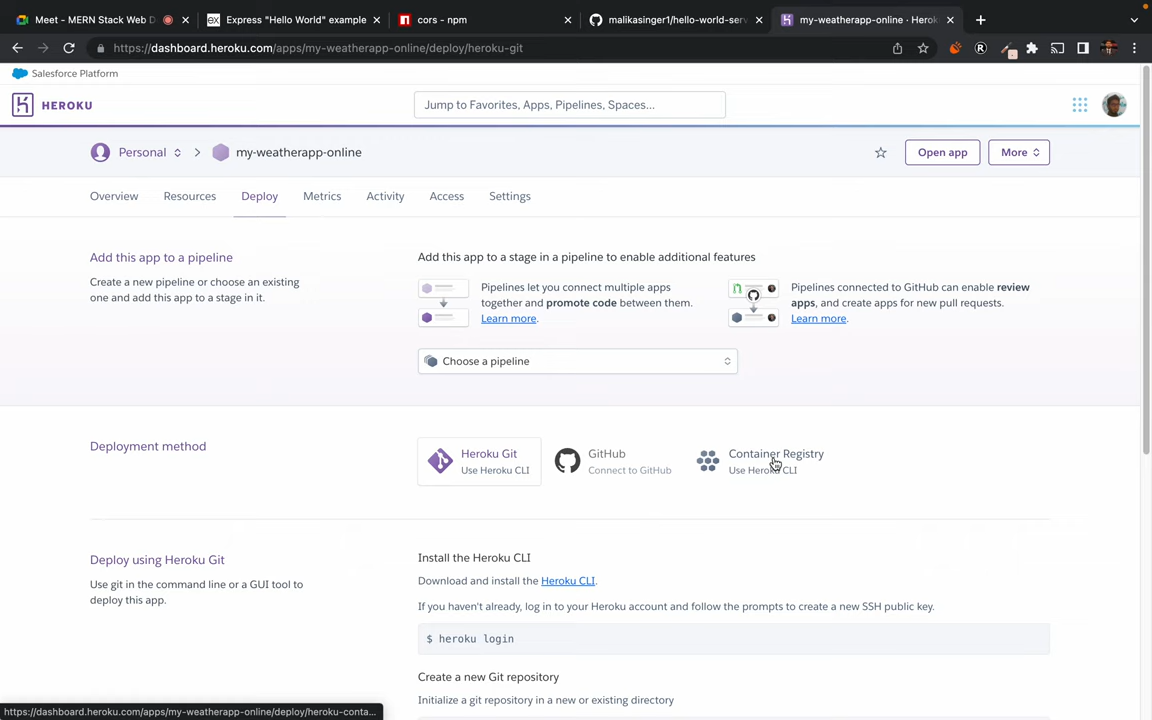 Meet - MERN Stack Web D
Express "Hello World" example
cors - npm
malikasinger1/hello-world-serv
my-weatherapp-online · Herok
https://dashboard.heroku.com/apps/my-weatherapp-online/deploy/heroku-git
Salesforce Platform
HEROKU
Jump to Favorites, Apps, Pipelines, Spaces...
Personal
my-weatherapp-online
Open app
More
Overview
Resources
Deploy
Metrics
Activity
Access
Settings
Add this app to a pipeline
Create a new pipeline or choose an existing
one and add this app to a stage in it.
Add this app to a stage in a pipeline to enable additional features
Pipelines let you connect multiple apps
together and promote code between them.
Learn more.
Pipelines connected to GitHub can enable review
apps, and create apps for new pull requests.
Learn more.
Choose a pipeline
Deployment method
Heroku Git
Use Heroku CLI
GitHub
Connect to GitHub
Container Registry
Use Heroku CLI
Deploy using Heroku Git
Use git in the command line or a GUI tool to
deploy this app.
Install the Heroku CLI
Download and install the Heroku CLI.
If you haven't already, log in to your Heroku account and follow the prompts to create a new SSH public key.
$ heroku login
Create a new Git repository
Initialize a git repository in a new or existing directory
https://dashboard.heroku.com/apps/my-weatherapp-online/deploy/heroku-conta...